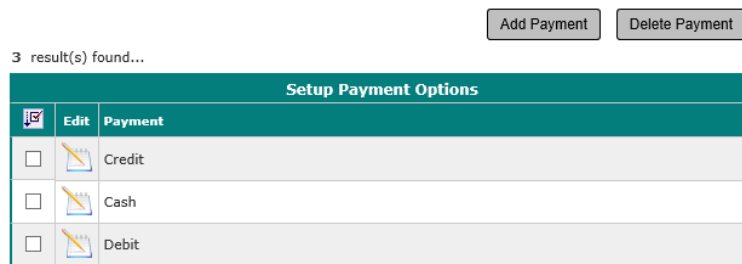 Add Payment Delete Payment
3 result(s) found...
Setup Payment Options
Edit Payment
Credit
Cash
Debit